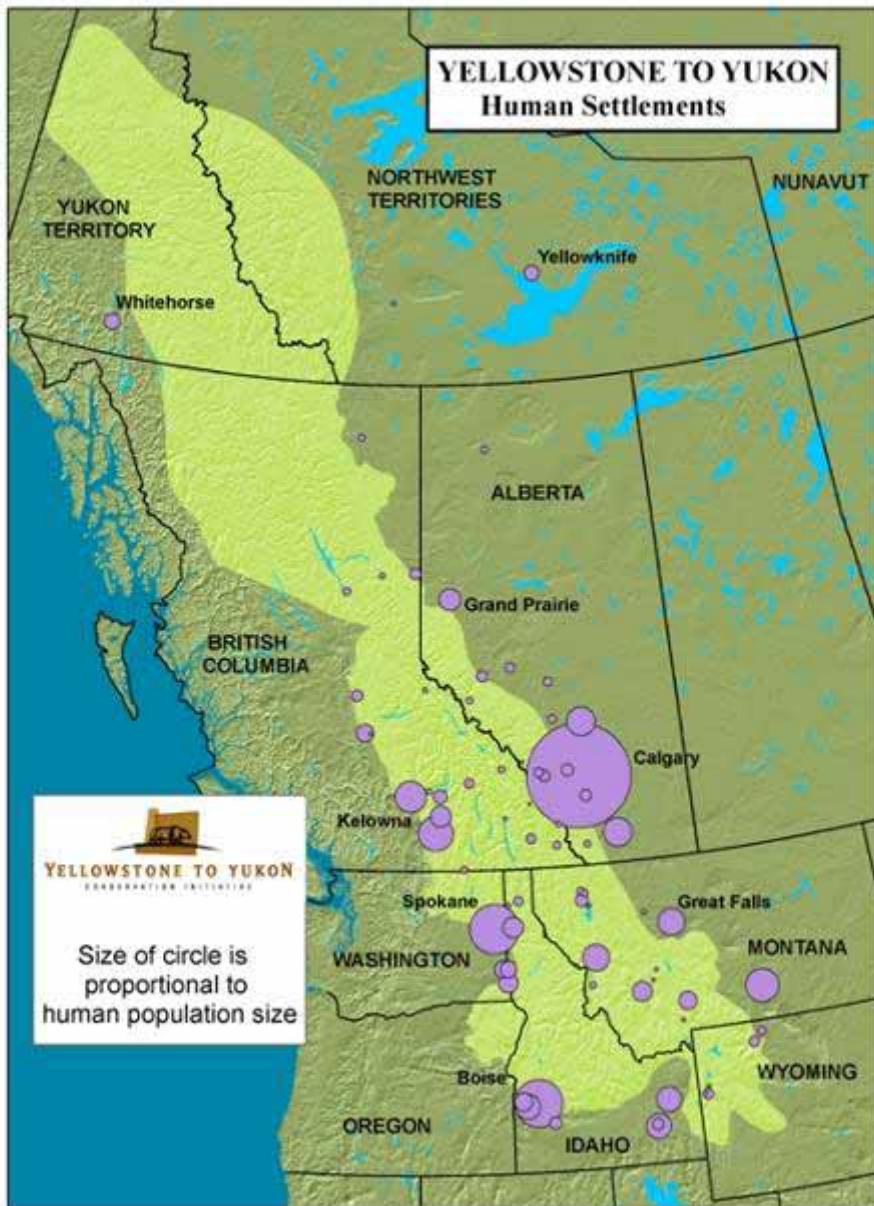 YELLOWSTONE TO YUKON
Human Settlements
NORTHWEST
TERRITORIES
NUNAVUT
YUKON
TERRITORY
Yellowknife
Whitehorse
ALBERTA
Grand Prairie
BRITISH
COLUMBIA
Calgary
Kelowna
YELLOWSTONE TO YUKON
CONSERVATION INITIATIVE
Size of circle is
proportional to
human population size
Spokane
Great Falls
WASHINGTON
MONTANA
Boise
WYOMING
OREGON
IDAHO